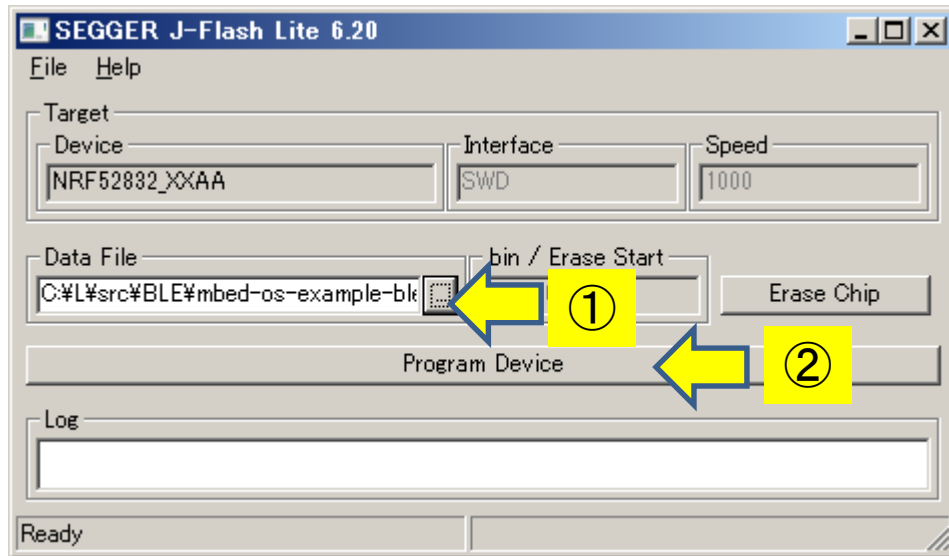 SEGGER J-Flash Lite 6.20
File Help
Target
Device Interface Speed
NRF52832_XXAA SWD 1000
Data File bin / Erase Start
C:¥L¥src¥BLE¥mbed-os-example-ble ... ① Erase Chip
Program Device ②
Log
Ready